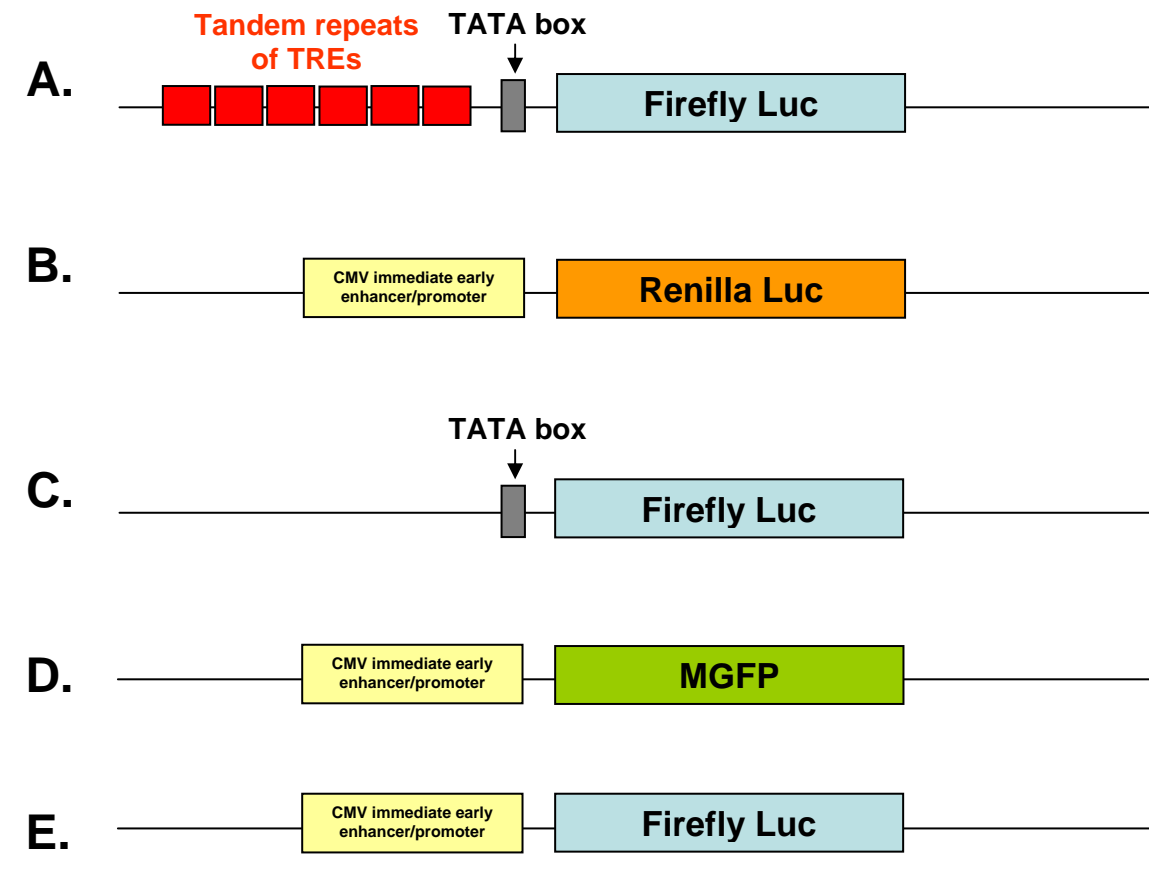 Tandem repeats
of TREs
TATA box
A.
Firefly Luc
B.
CMV immediate early
enhancer/promoter
Renilla Luc
TATA box
C.
Firefly Luc
D.
CMV immediate early
enhancer/promoter
MGFP
E.
CMV immediate early
enhancer/promoter
Firefly Luc